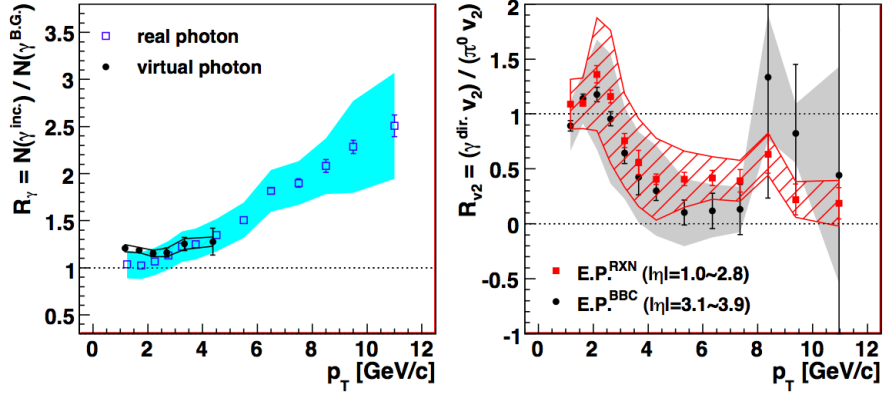 R_γ = N(γ^inc.) / N(γ^B.G.)
3.5
3
2.5
2
1.5
1
0.5
real photon
virtual photon
0 2 4 6 8 10 12
p_T [GeV/c]
R_v2 = (γ^dir. v_2) / (π^0 v_2)
2
1.5
1
0.5
0
-0.5
-1
E.P.^RXN (|η|=1.0~2.8)
E.P.^BBC (|η|=3.1~3.9)
0 2 4 6 8 10 12
p_T [GeV/c]